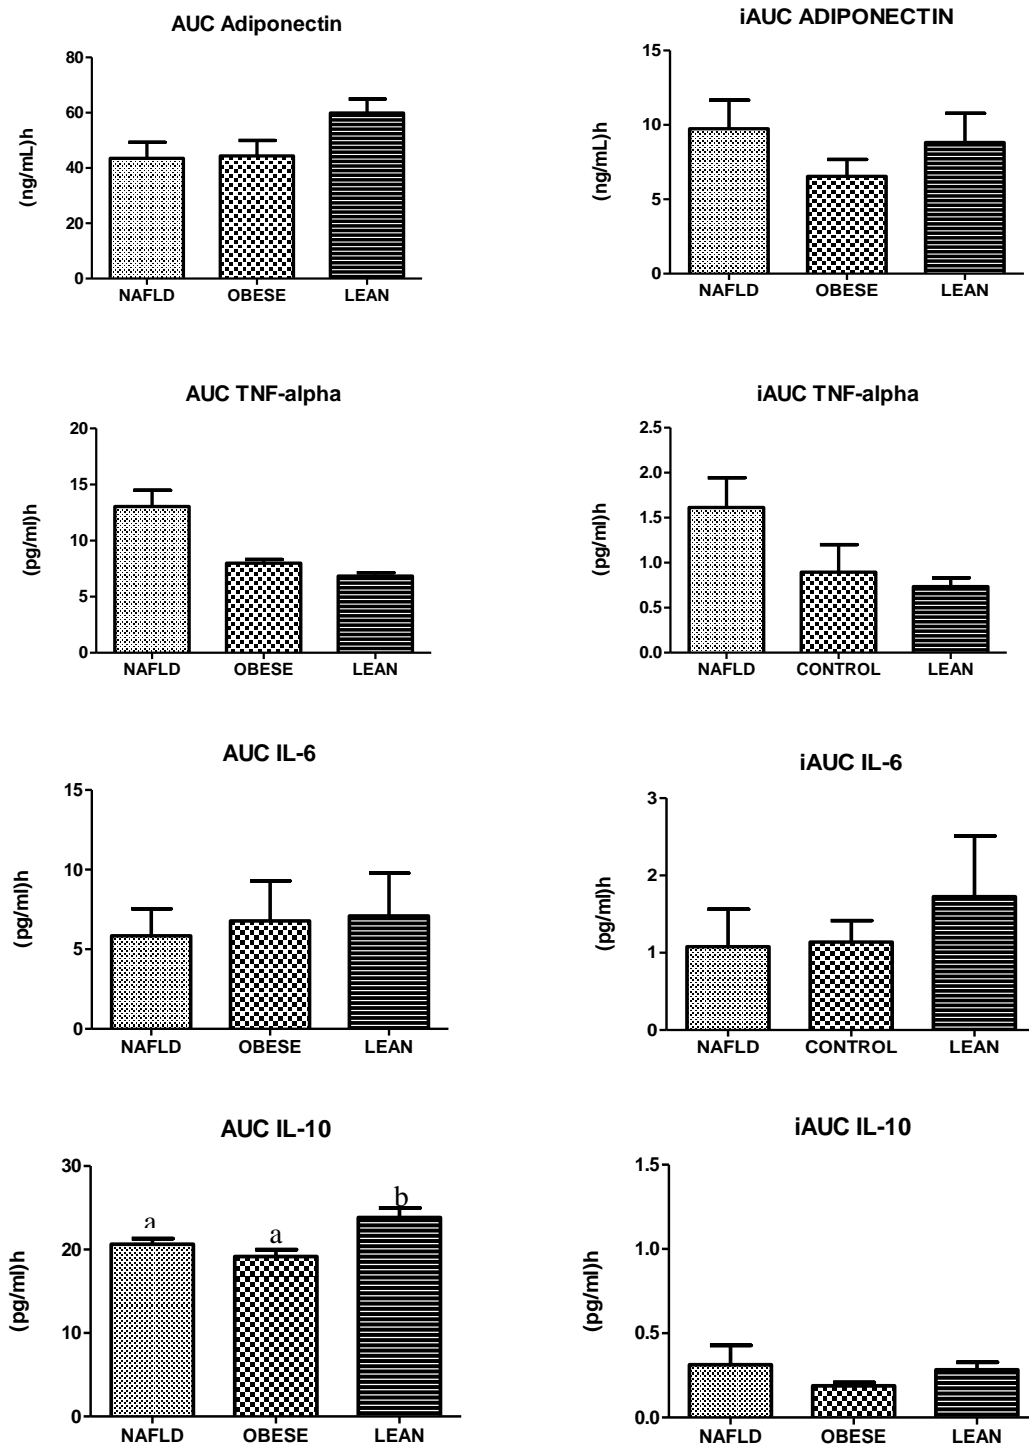 AUC Adiponectin
80
60
40
20
0
(ng/mL)h
NAFLD OBESE LEAN
iAUC ADIPONECTIN
15
10
5
0
(ng/mL)h
NAFLD OBESE LEAN
AUC TNF-alpha
20
15
10
5
0
(pg/ml)h
NAFLD OBESE LEAN
iAUC TNF-alpha
2.5
2.0
1.5
1.0
0.5
0.0
(pg/ml)h
NAFLD CONTROL LEAN
AUC IL-6
15
10
5
0
(pg/ml)h
NAFLD OBESE LEAN
iAUC IL-6
3
2
1
0
(pg/ml)h
NAFLD CONTROL LEAN
AUC IL-10
30
20
10
0
(pg/ml)h
a a b
NAFLD OBESE LEAN
iAUC IL-10
1.5
1.0
0.5
0.0
(pg/ml)h
NAFLD OBESE LEAN